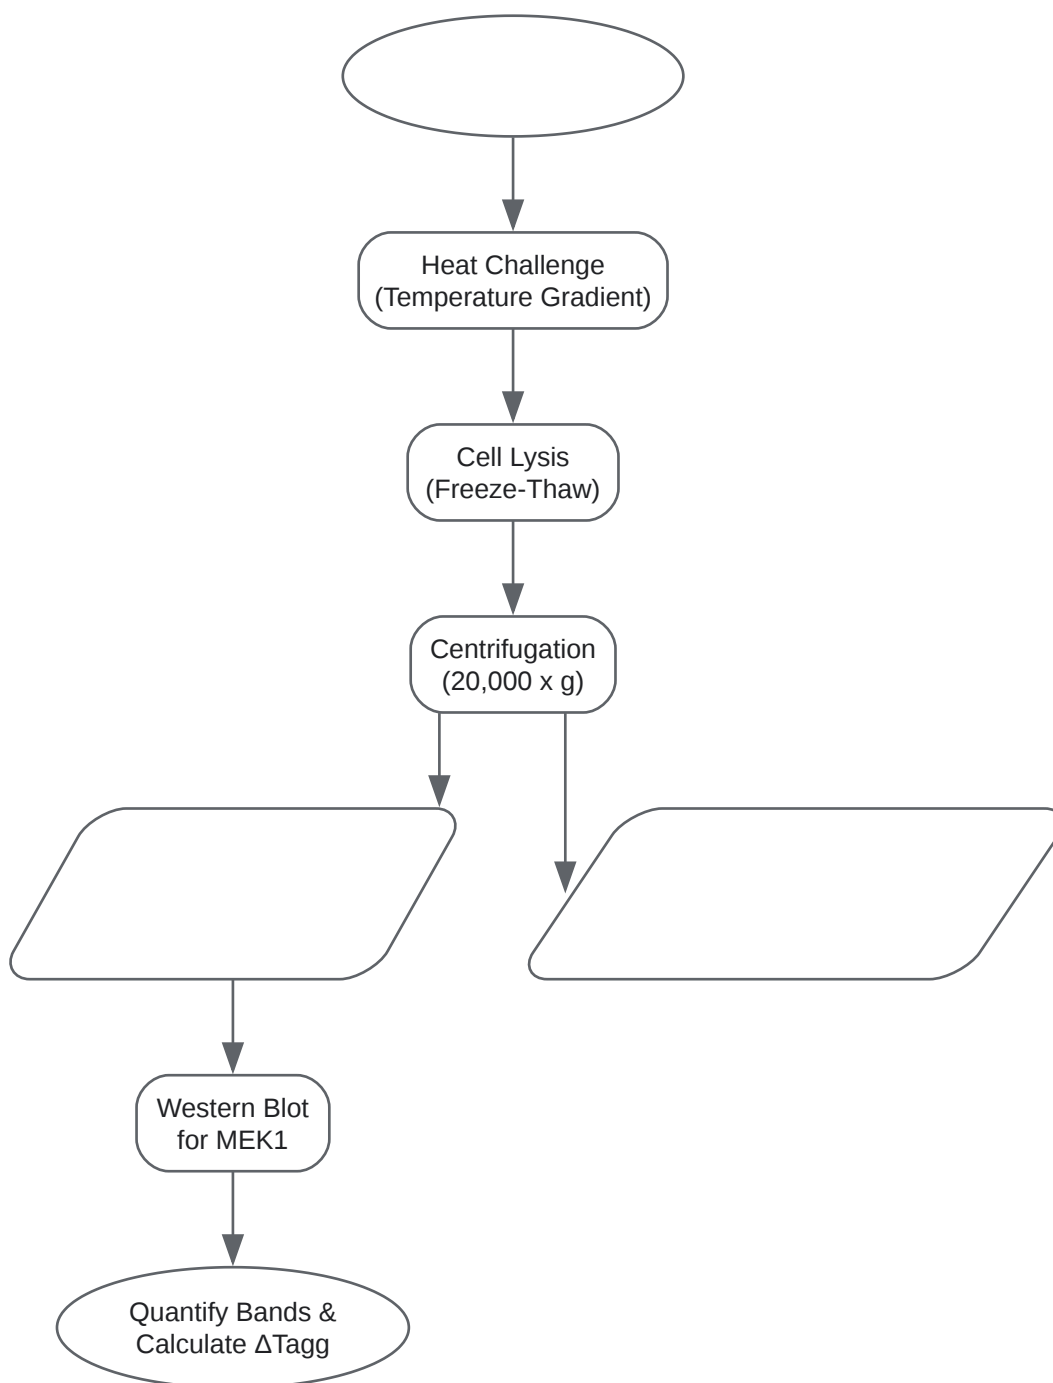 Heat Challenge
(Temperature Gradient)
Cell Lysis
(Freeze-Thaw)
Centrifugation
(20,000 x g)
Western Blot
for MEK1
Quantify Bands &
Calculate ΔTagg